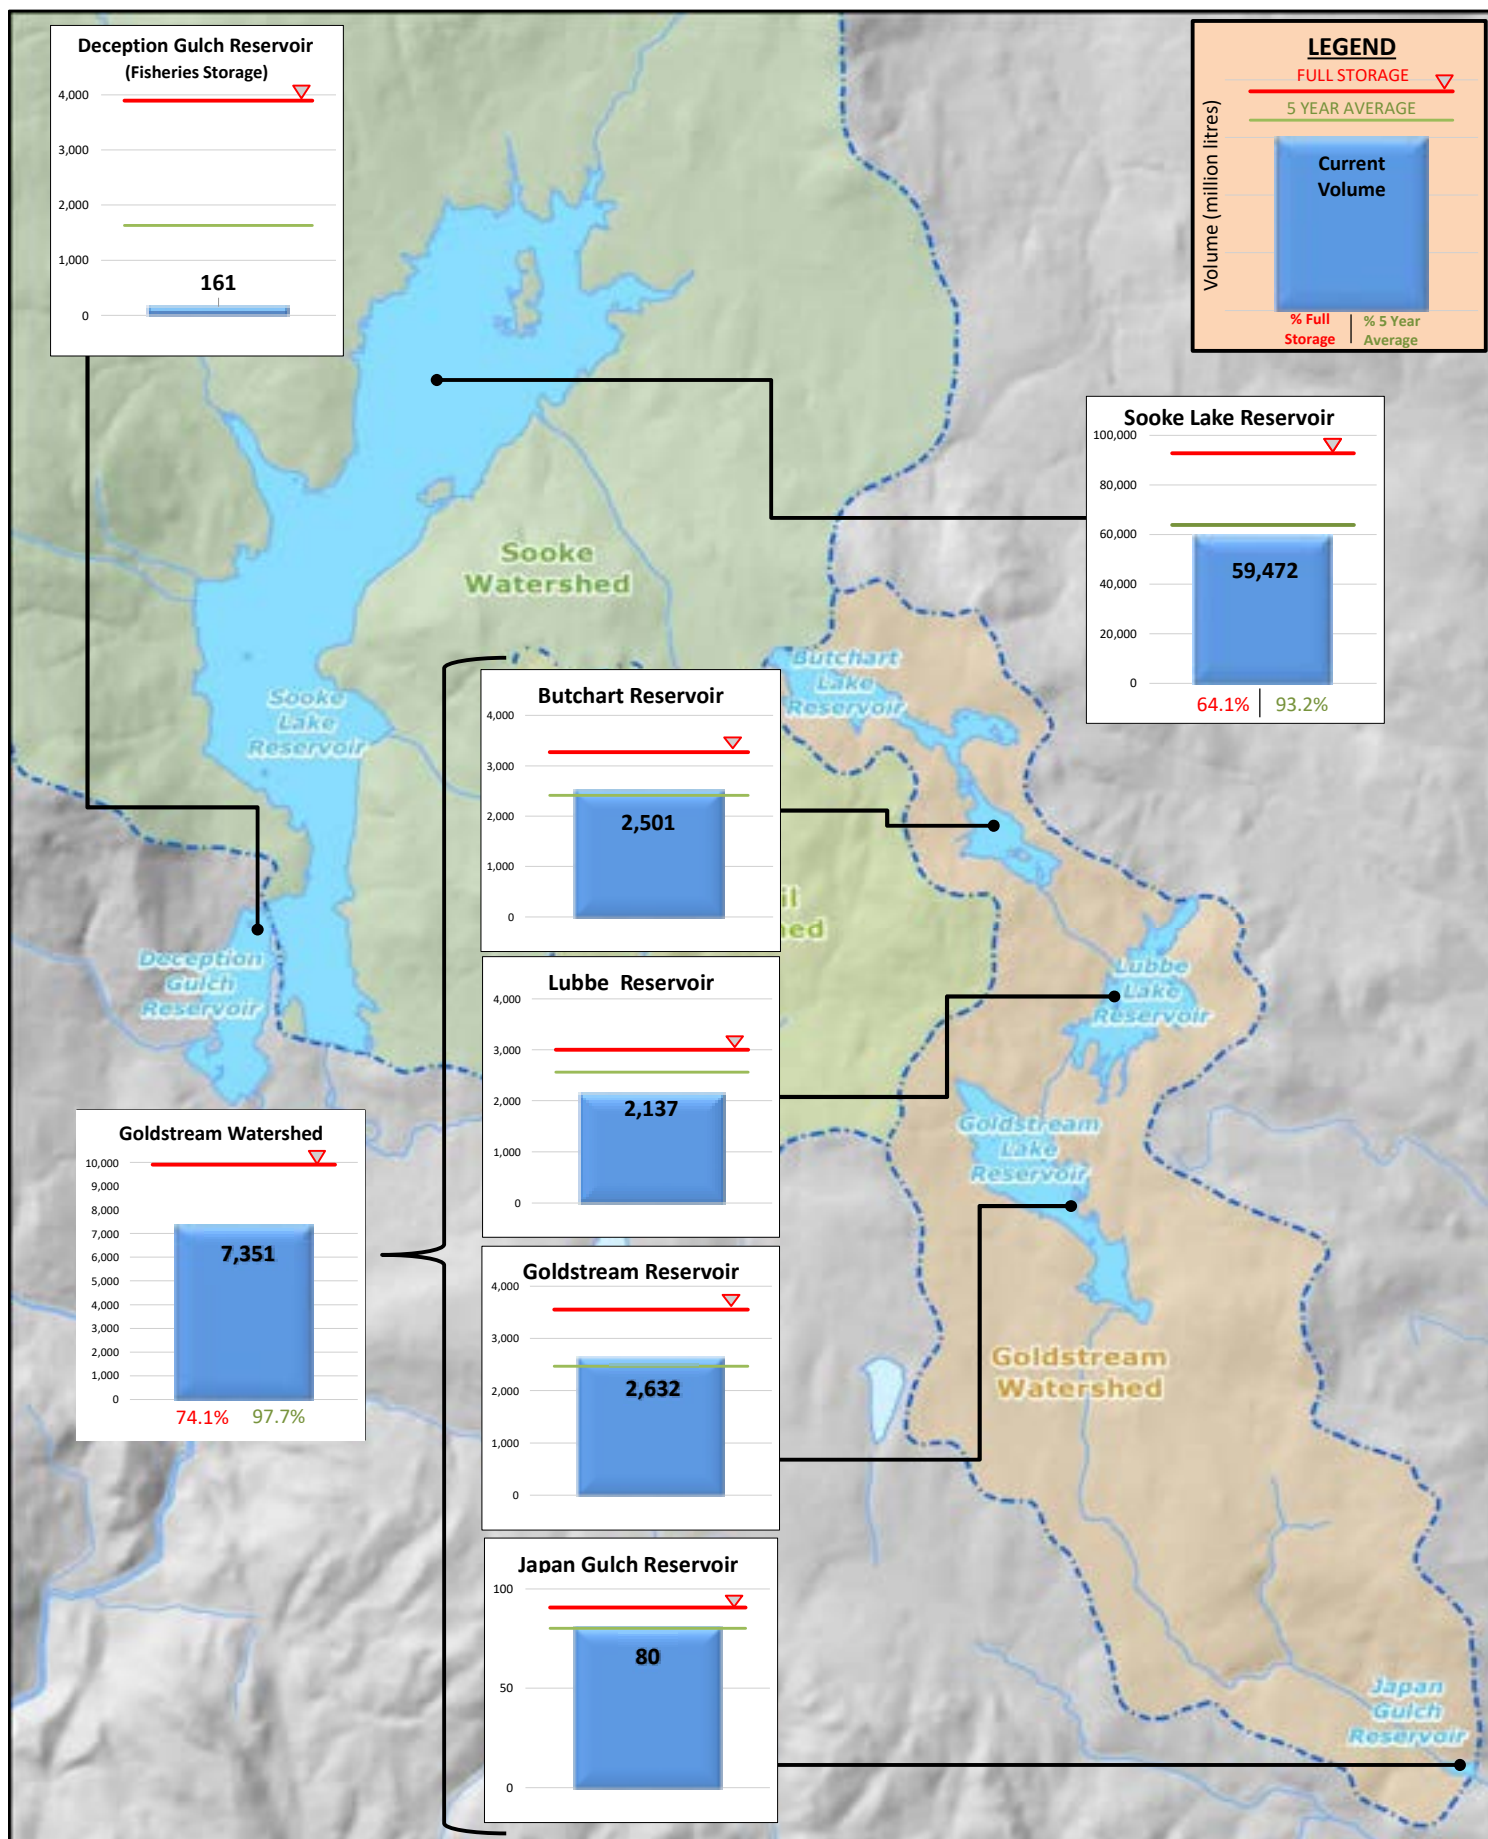 Deception Gulch Reservoir
(Fisheries Storage)
4,000
3,000
2,000
1,000
0
161
LEGEND
FULL STORAGE
5 YEAR AVERAGE
Volume (million litres)
Current
Volume
% Full
Storage
% 5 Year
Average
Sooke Lake Reservoir
100,000
80,000
60,000
40,000
20,000
0
59,472
64.1%
93.2%
Sooke
Watershed
Sooke
Lake
Reservoir
Butchart
Lake
Reservoir
Butchart Reservoir
4,000
3,000
2,000
1,000
0
2,501
il
ed
Deception
Gulch
Reservoir
Lubbe
Lake
Reservoir
Lubbe Reservoir
4,000
3,000
2,000
1,000
0
2,137
Goldstream
Lake
Reservoir
Goldstream Watershed
10,000
9,000
8,000
7,000
6,000
5,000
4,000
3,000
2,000
1,000
0
7,351
74.1%
97.7%
Goldstream Reservoir
4,000
3,000
2,000
1,000
0
2,632
Goldstream
Watershed
Japan Gulch Reservoir
100
50
0
80
Japan
Gulch
Reservoir